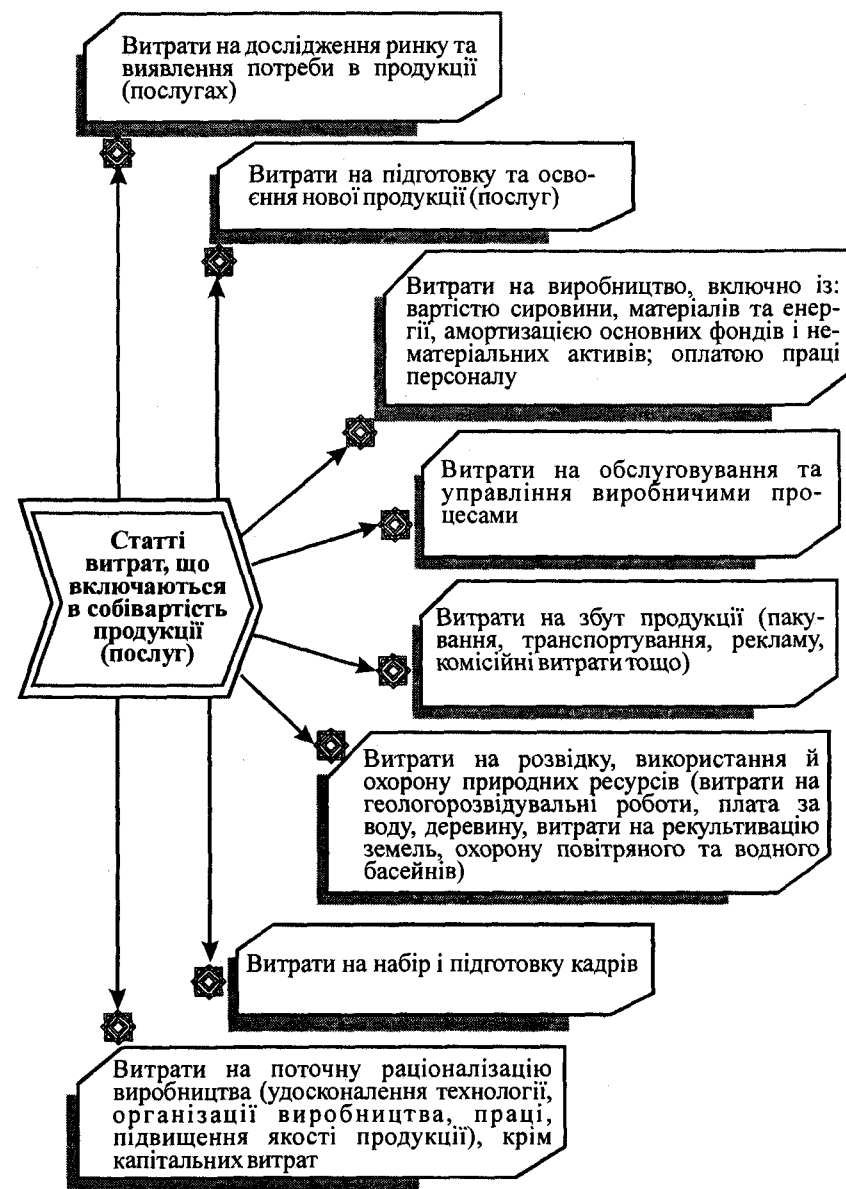 Витрати на дослідження ринку та
виявлення потреби в продукції
(послугах)
Витрати на підготовку та осво-
єння нової продукції (послуг)
Витрати на виробництво, включно із:
вартістю сировини, матеріалів та енер-
гії, амортизацією основних фондів і не-
матеріальних активів; оплатою праці
персоналу
Витрати на обслуговування та
управління виробничими про-
цесами
Статті
витрат, що
включаються
в собівартість
продукції
(послуг)
Витрати на збут продукції (паку-
вання, транспортування, рекламу,
комісійні витрати тощо)
Витрати на розвідку, використання й
охорону природних ресурсів (витрати на
геологорозвідувальні роботи, плата за
воду, деревину, витрати на рекультивацію
земель, охорону повітряного та водного
басейнів)
Витрати на набір і підготовку кадрів
Витрати на поточну раціоналізацію
виробництва (удосконалення технології,
організації виробництва, праці,
підвищення якості продукції), крім
капітальних витрат